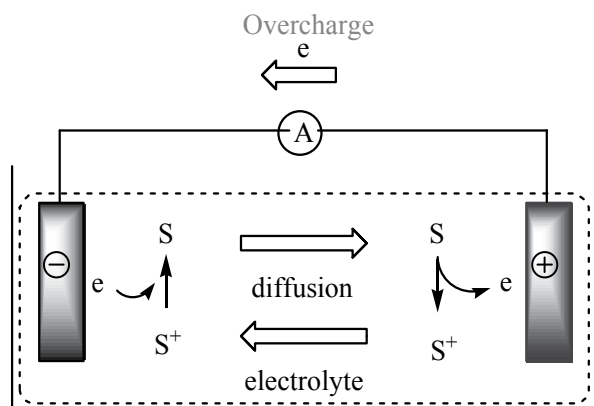 Overcharge
e
A
S
S
−
+
e
diffusion
e
S+
S+
electrolyte